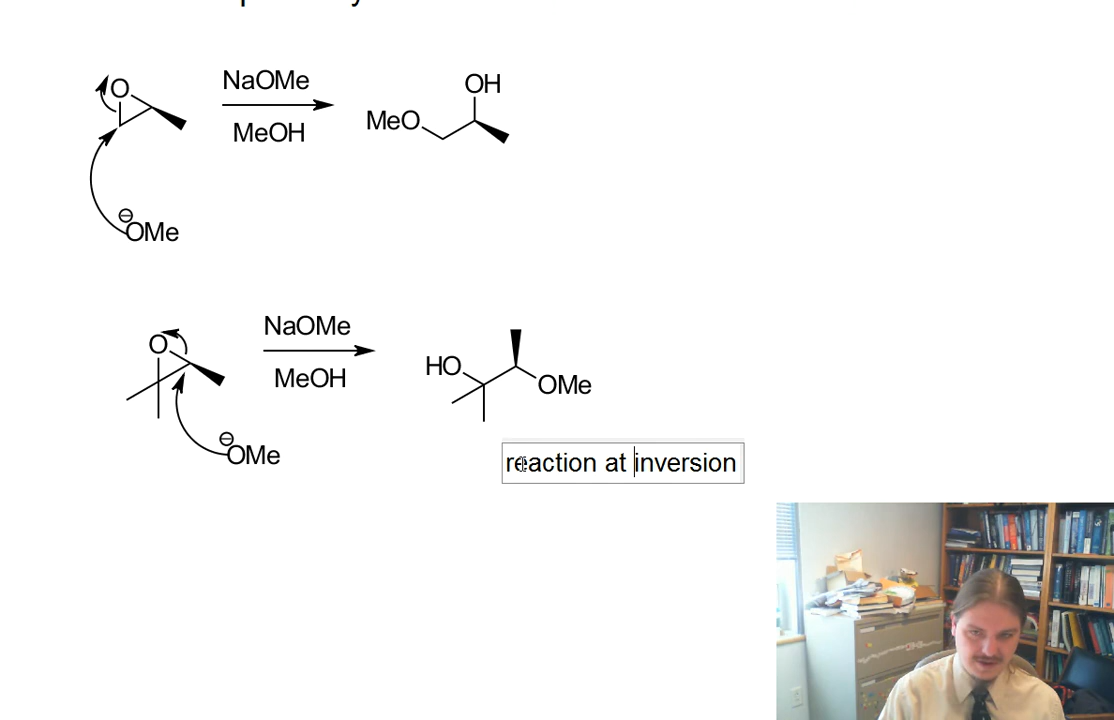 NaOMe
MeOH
O
MeO
OH
⊖
OMe
NaOMe
MeOH
O
HO
OMe
⊖
OMe
reaction at inversion